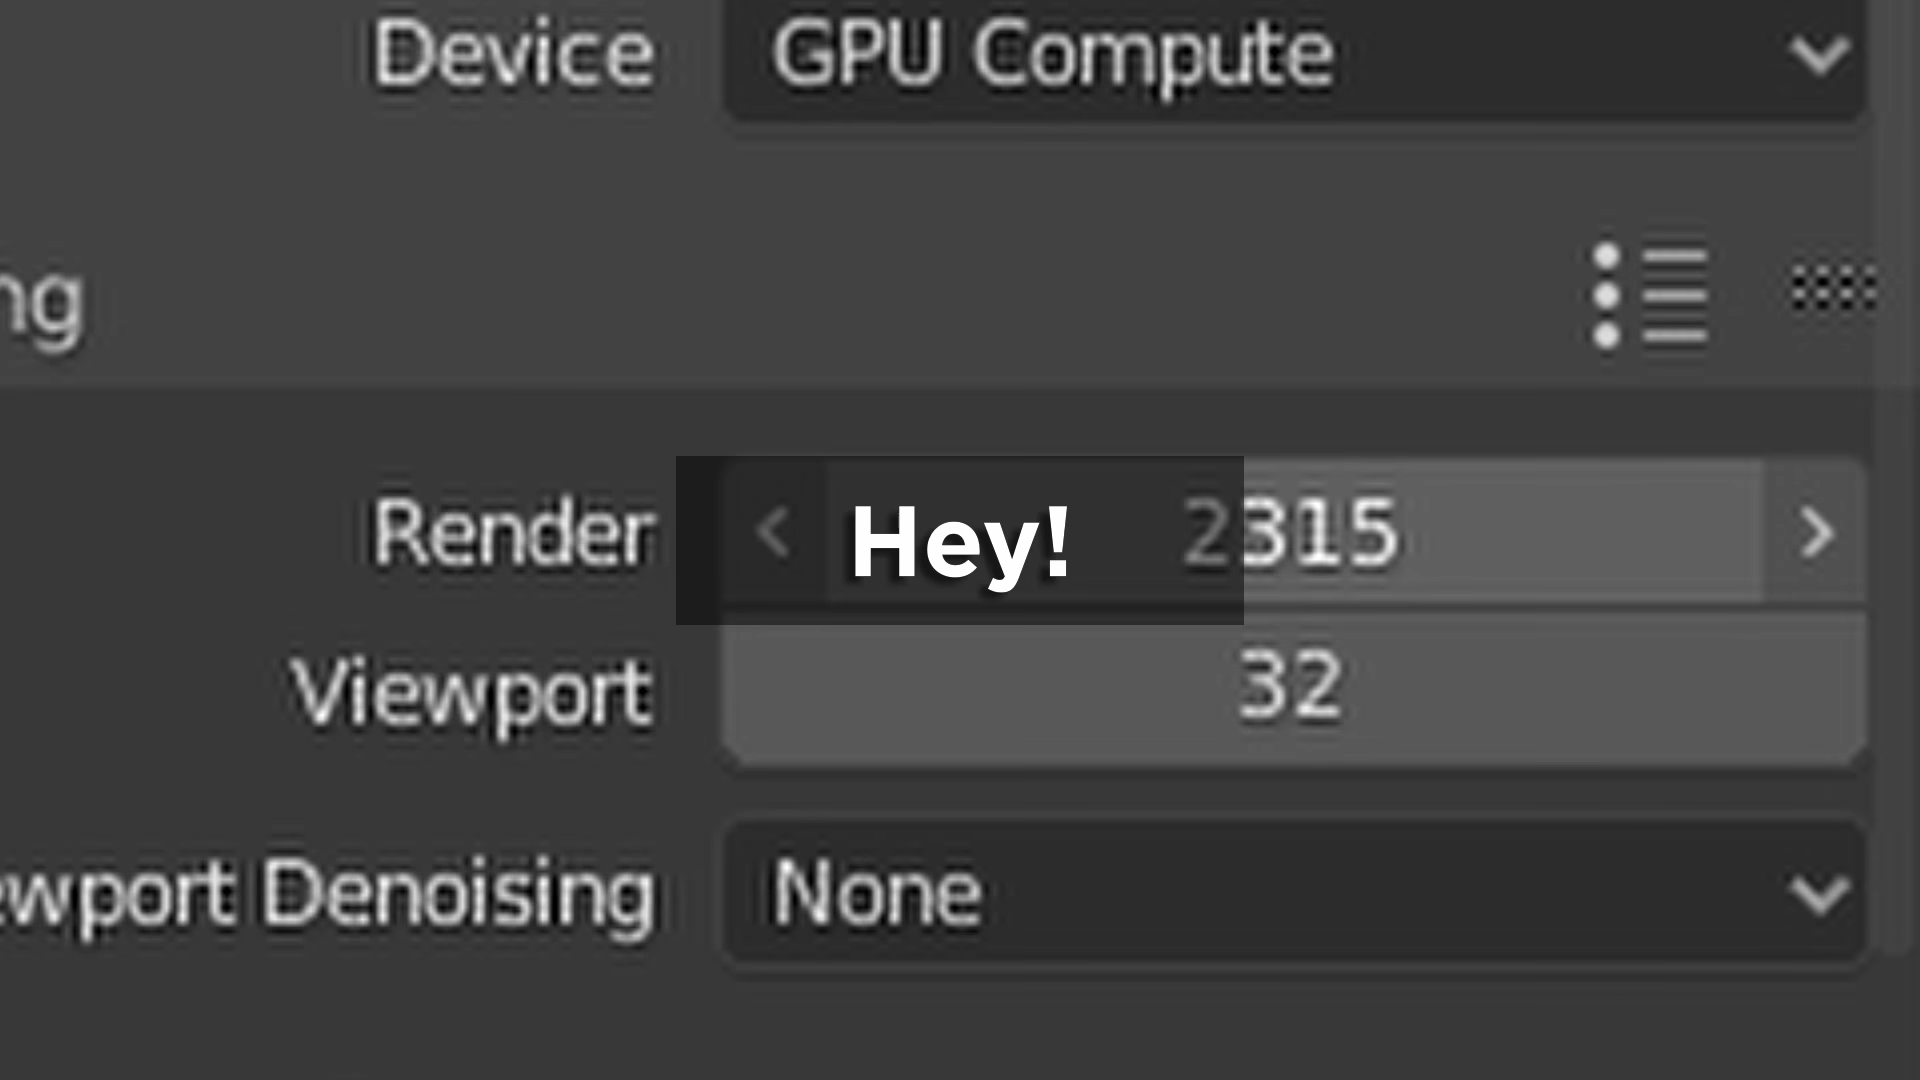 Device GPU Compute
ng
Render 2315
Hey!
Viewport 32
ewport Denoising None